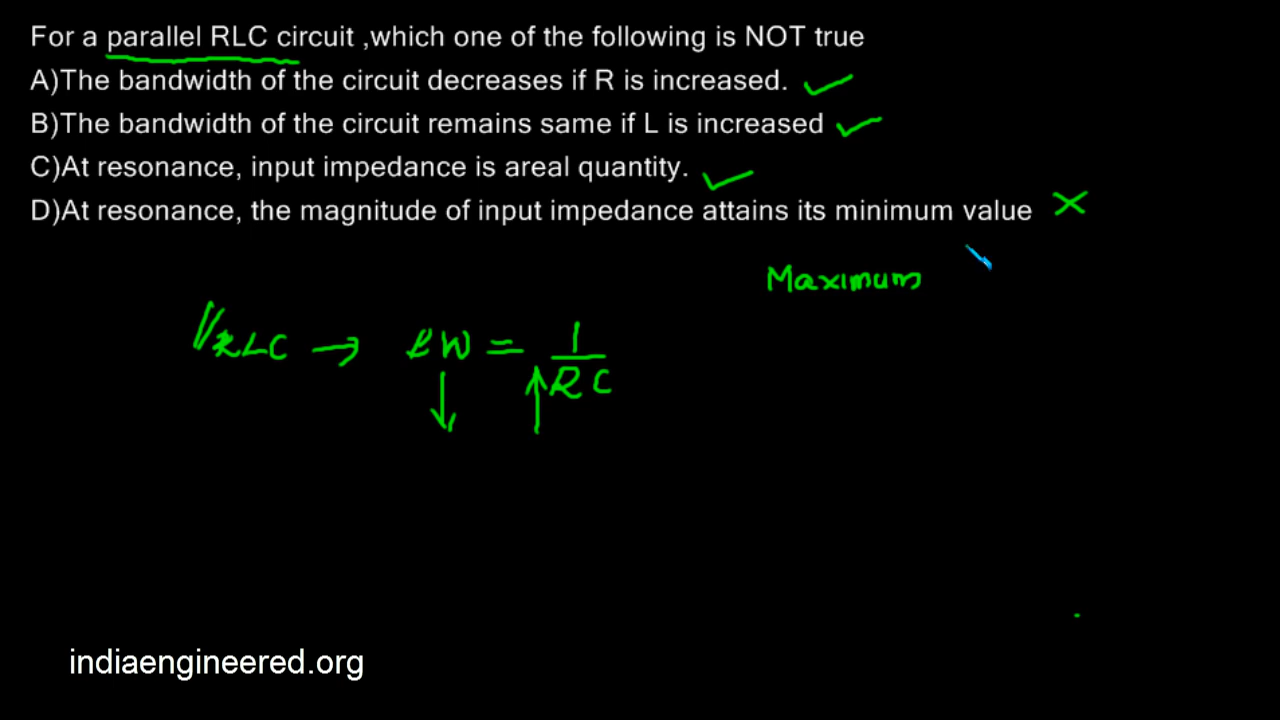 For a parallel RLC circuit ,which one of the following is NOT true
A)The bandwidth of the circuit decreases if R is increased.
B)The bandwidth of the circuit remains same if L is increased
C)At resonance, input impedance is areal quantity.
D)At resonance, the magnitude of input impedance attains its minimum value
Maximum
//RLC → BW = 1/RC
indiaengineered.org